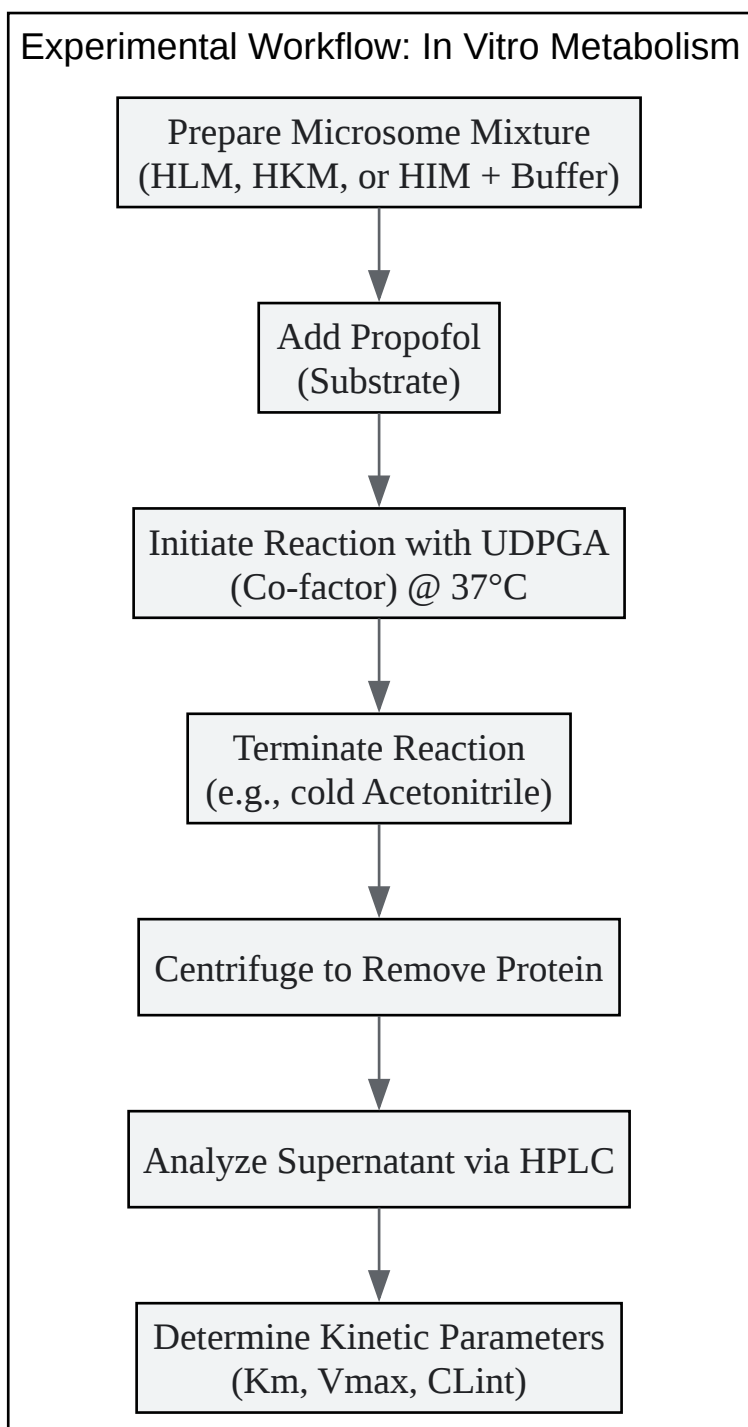 Experimental Workflow: In Vitro Metabolism
Prepare Microsome Mixture
(HLM, HKM, or HIM + Buffer)
Add Propofol
(Substrate)
Initiate Reaction with UDPGA
(Co-factor) @ 37°C
Terminate Reaction
(e.g., cold Acetonitrile)
Centrifuge to Remove Protein
Analyze Supernatant via HPLC
Determine Kinetic Parameters
(Km, Vmax, CLint)